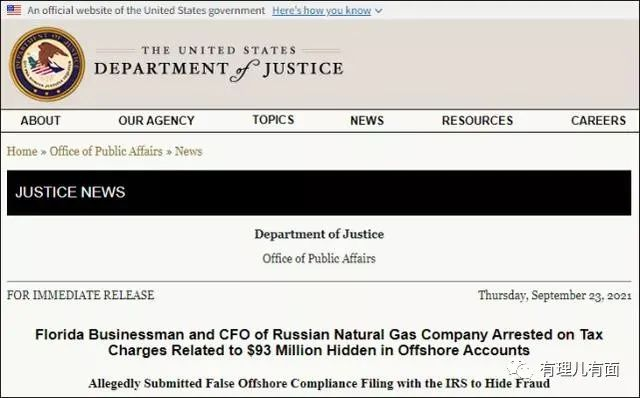 An official website of the United States government Here's how you know
THE UNITED STATES
DEPARTMENT of JUSTICE
ABOUT OUR AGENCY TOPICS NEWS RESOURCES CAREERS
Home » Office of Public Affairs » News
JUSTICE NEWS
Department of Justice
Office of Public Affairs
FOR IMMEDIATE RELEASE Thursday, September 23, 2021
Florida Businessman and CFO of Russian Natural Gas Company Arrested on Tax
Charges Related to $93 Million Hidden in Offshore Accounts
Allegedly Submitted False Offshore Compliance Filing with the IRS to Hide Fraud
有理儿有面